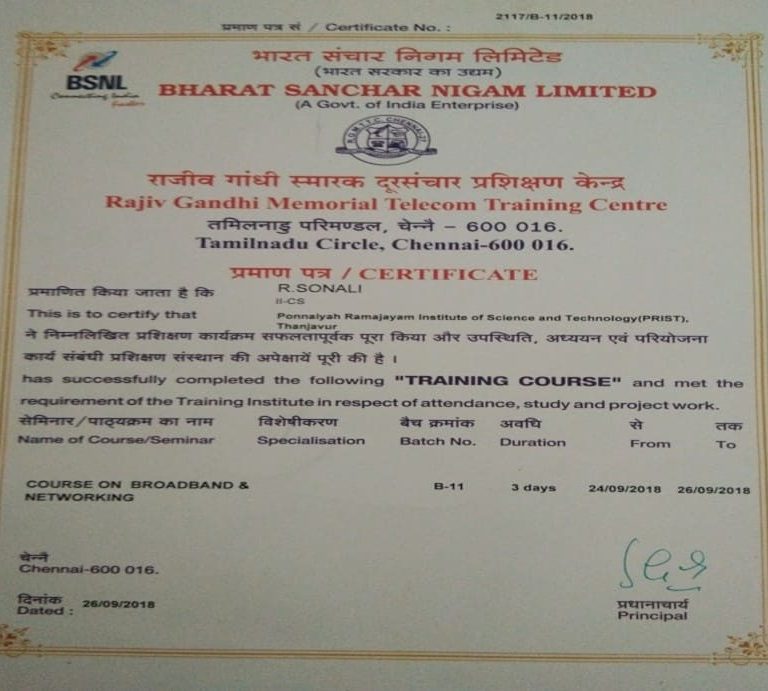 2117/B-11/2018
प्रमाण पत्र सं / Certificate No. :
भारत संचार निगम लिमिटेड
(भारत सरकार का उद्यम)
BSNL
Connecting India
BHARAT SANCHAR NIGAM LIMITED
(A Govt. of India Enterprise)
R.G.M.T.T.C. CHENNAI
राजीव गांधी स्मारक दूरसंचार प्रशिक्षण केन्द्र
Rajiv Gandhi Memorial Telecom Training Centre
तमिलनाडु परिमण्डल, चेन्नै – 600 016.
Tamilnadu Circle, Chennai-600 016.
प्रमाण पत्र / CERTIFICATE
प्रमाणित किया जाता है कि R.SONALI
II-CS
This is to certify that Ponnaiyah Ramajayam Institute of Science and Technology(PRIST),
Thanjavur
ने निम्नलिखित प्रशिक्षण कार्यक्रम सफलतापूर्वक पूरा किया और उपस्थिति, अध्ययन एवं परियोजना
कार्य संबंधी प्रशिक्षण संस्थान की अपेक्षायें पूरी की है ।
has successfully completed the following "TRAINING COURSE" and met the
requirement of the Training Institute in respect of attendance, study and project work.
सेमिनार/पाठ्यक्रम का नाम विशेषीकरण बैच क्रमांक अवधि से तक
Name of Course/Seminar Specialisation Batch No. Duration From To
COURSE ON BROADBAND & B-11 3 days 24/09/2018 26/09/2018
NETWORKING
चेन्नै
Chennai-600 016.
दिनांक
Dated : 26/09/2018
प्रधानाचार्य
Principal